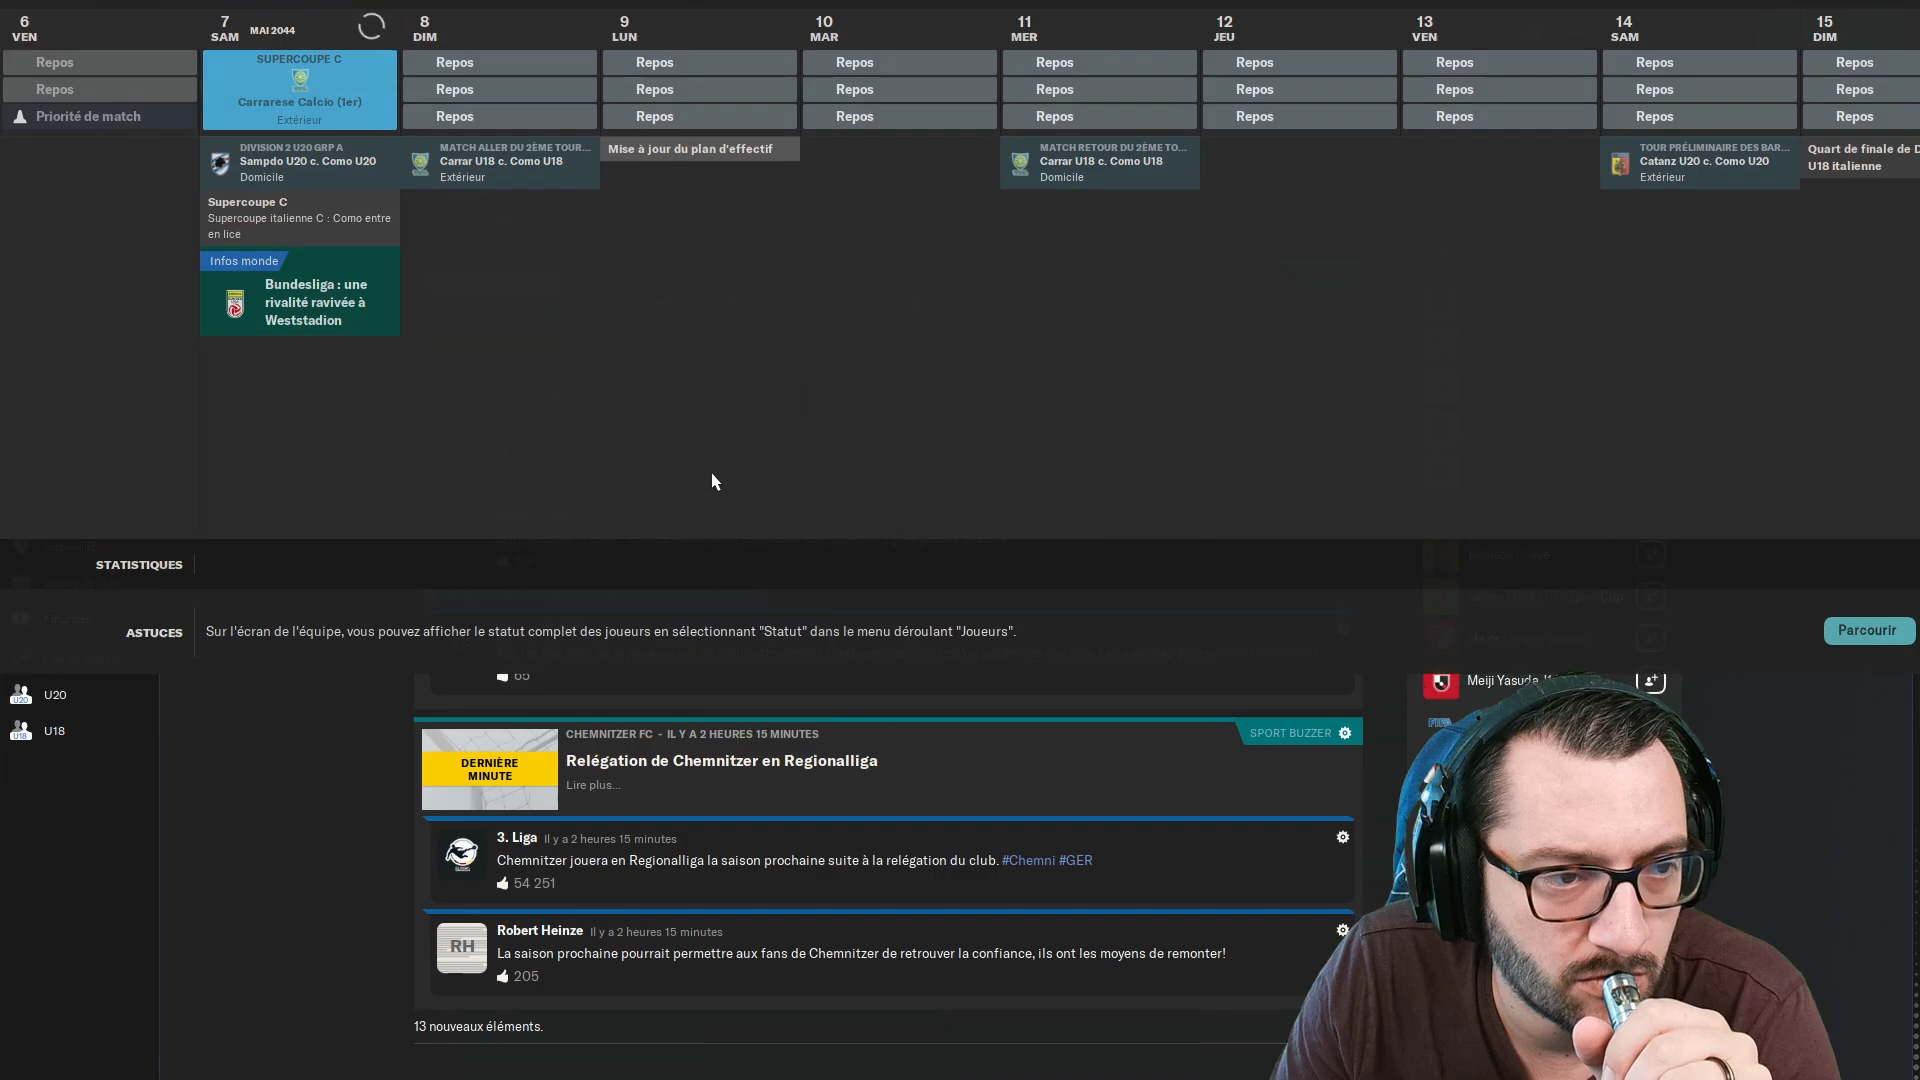 6
VEN
7
SAM
MAI 2044
8
DIM
9
LUN
10
MAR
11
MER
12
JEU
13
VEN
14
SAM
15
DIM
Repos
SUPERCOUPE C
Repos
Repos
Repos
Repos
Repos
Repos
Repos
Repos
Repos
Carrarese Calcio (1er)
Repos
Repos
Repos
Repos
Repos
Repos
Repos
Repos
Priorité de match
Extérieur
Repos
Repos
Repos
Repos
Repos
Repos
Repos
Repos
DIVISION 2 U20 GRP A
Sampdo U20 c. Como U20
Domicile
MATCH ALLER DU 2ÈME TOUR...
Carrar U18 c. Como U18
Extérieur
Mise à jour du plan d'effectif
MATCH RETOUR DU 2ÈME TO...
Carrar U18 c. Como U18
Domicile
TOUR PRÉLIMINAIRE DES BAR...
Catanz U20 c. Como U20
Extérieur
Quart de finale de D
U18 italienne
Supercoupe C
Supercoupe italienne C : Como entre
en lice
Infos monde
Bundesliga : une
rivalité ravivée à
Weststadion
STATISTIQUES
ASTUCES
Sur l'écran de l'équipe, vous pouvez afficher le statut complet des joueurs en sélectionnant "Statut" dans le menu déroulant "Joueurs".
Parcourir
65
U20
U20
U18
U18
Meiji Yasuda
FIFA
CHEMNITZER FC - IL Y A 2 HEURES 15 MINUTES
SPORT BUZZER
DERNIÈRE
MINUTE
Relégation de Chemnitzer en Regionalliga
Lire plus...
3. Liga Il y a 2 heures 15 minutes
Chemnitzer jouera en Regionalliga la saison prochaine suite à la relégation du club. #Chemni #GER
54 251
RH
Robert Heinze Il y a 2 heures 15 minutes
La saison prochaine pourrait permettre aux fans de Chemnitzer de retrouver la confiance, ils ont les moyens de remonter!
205
13 nouveaux éléments.